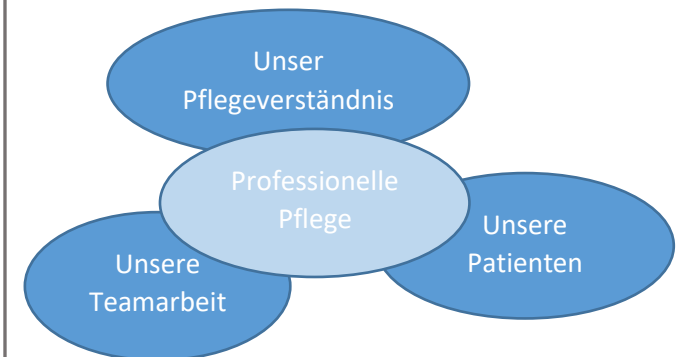 Unser
Pflegeverständnis
Professionelle
Pflege
Unsere
Patienten
Unsere
Teamarbeit